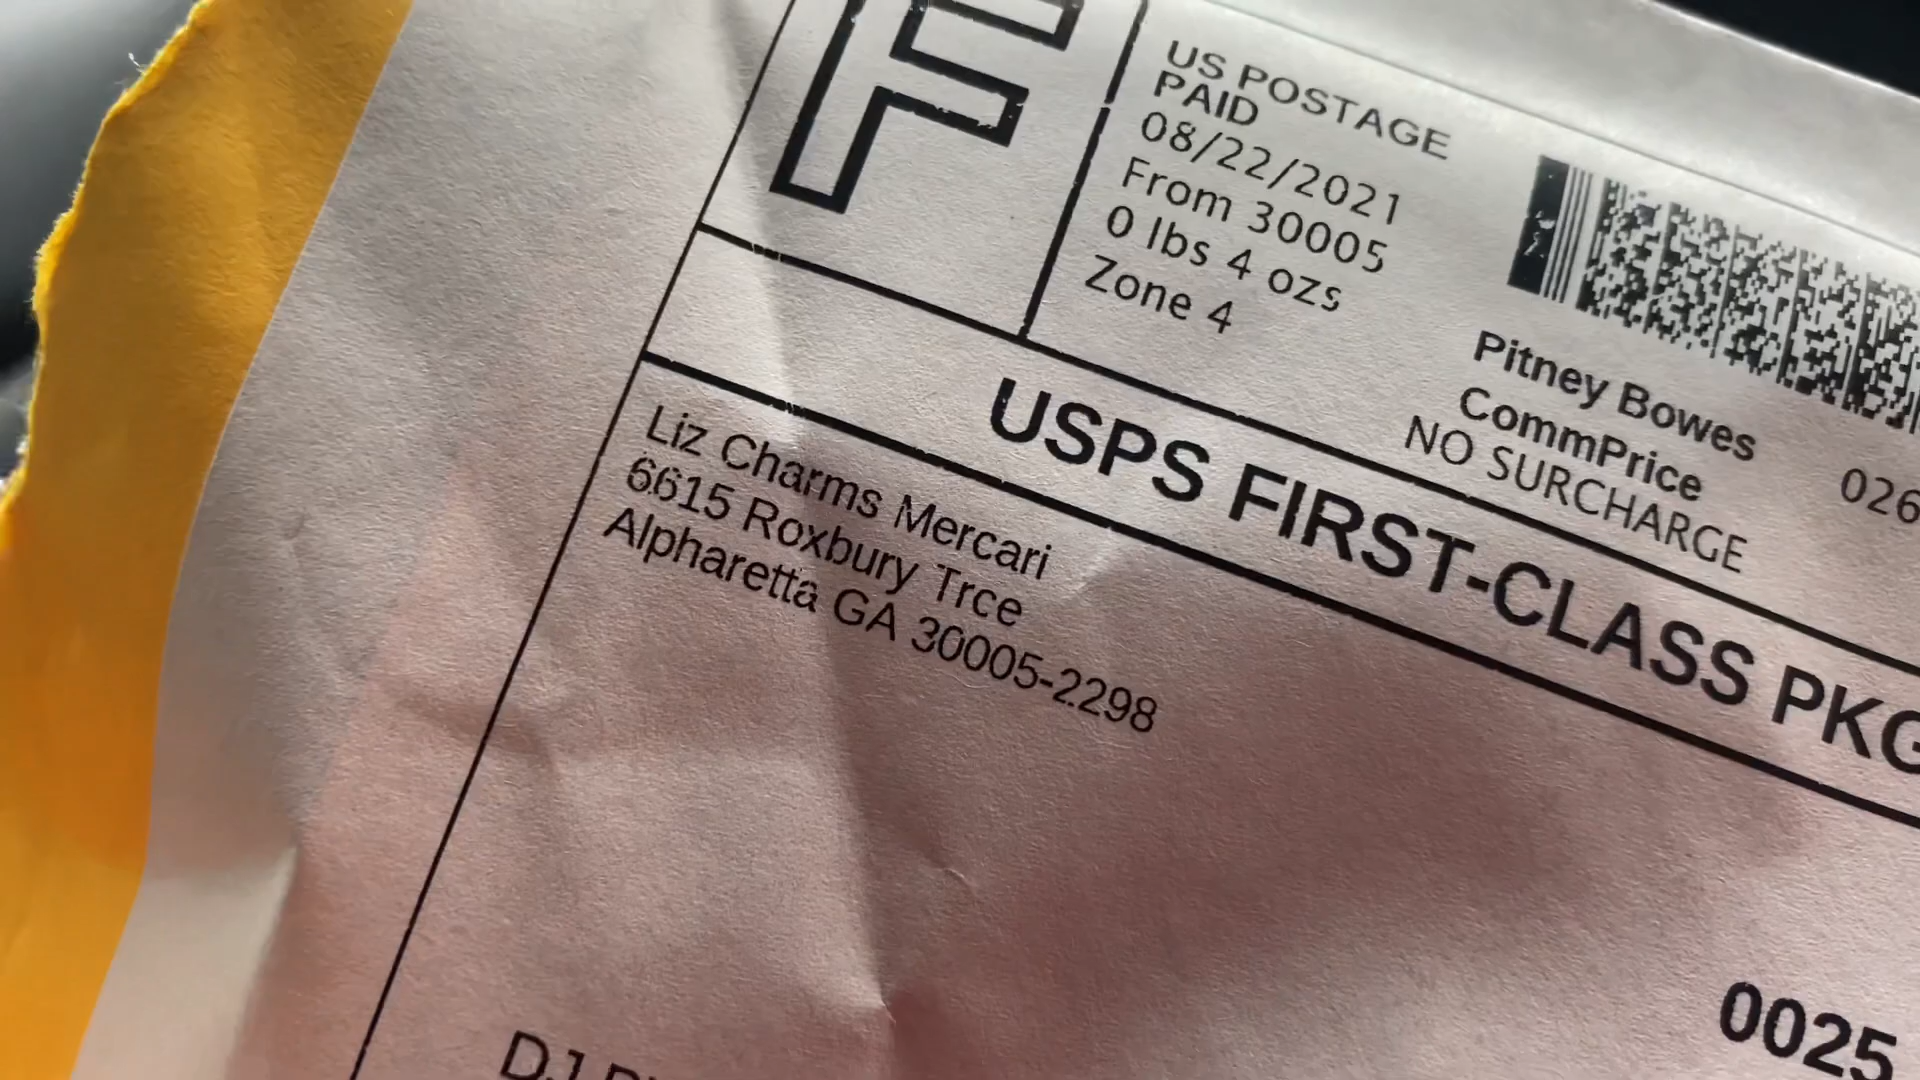 F
US POSTAGE
PAID
08/22/2021
From 30005
0 lbs 4 ozs
Zone 4
Pitney Bowes
CommPrice
NO SURCHARGE
026
USPS FIRST-CLASS PKG
Liz Charms Mercari
6615 Roxbury Trce
Alpharetta GA 30005-2298
0025